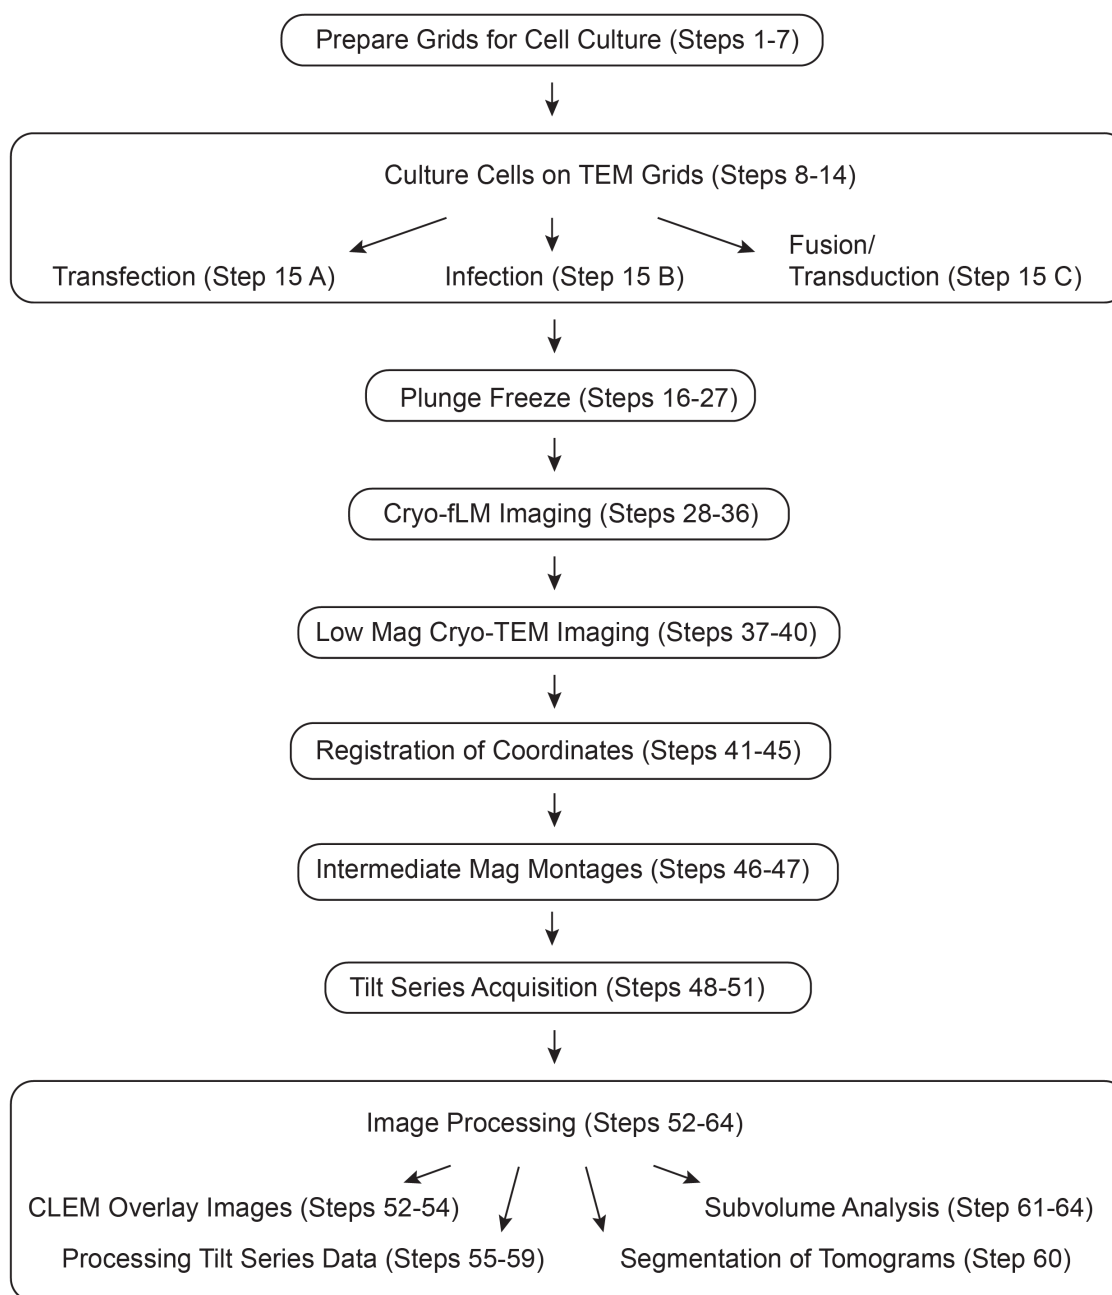 Prepare Grids for Cell Culture (Steps 1-7)
Culture Cells on TEM Grids (Steps 8-14)
Transfection (Step 15 A)
Infection (Step 15 B)
Fusion/
Transduction (Step 15 C)
Plunge Freeze (Steps 16-27)
Cryo-fLM Imaging (Steps 28-36)
Low Mag Cryo-TEM Imaging (Steps 37-40)
Registration of Coordinates (Steps 41-45)
Intermediate Mag Montages (Steps 46-47)
Tilt Series Acquisition (Steps 48-51)
Image Processing (Steps 52-64)
CLEM Overlay Images (Steps 52-54)
Subvolume Analysis (Step 61-64)
Processing Tilt Series Data (Steps 55-59)
Segmentation of Tomograms (Step 60)